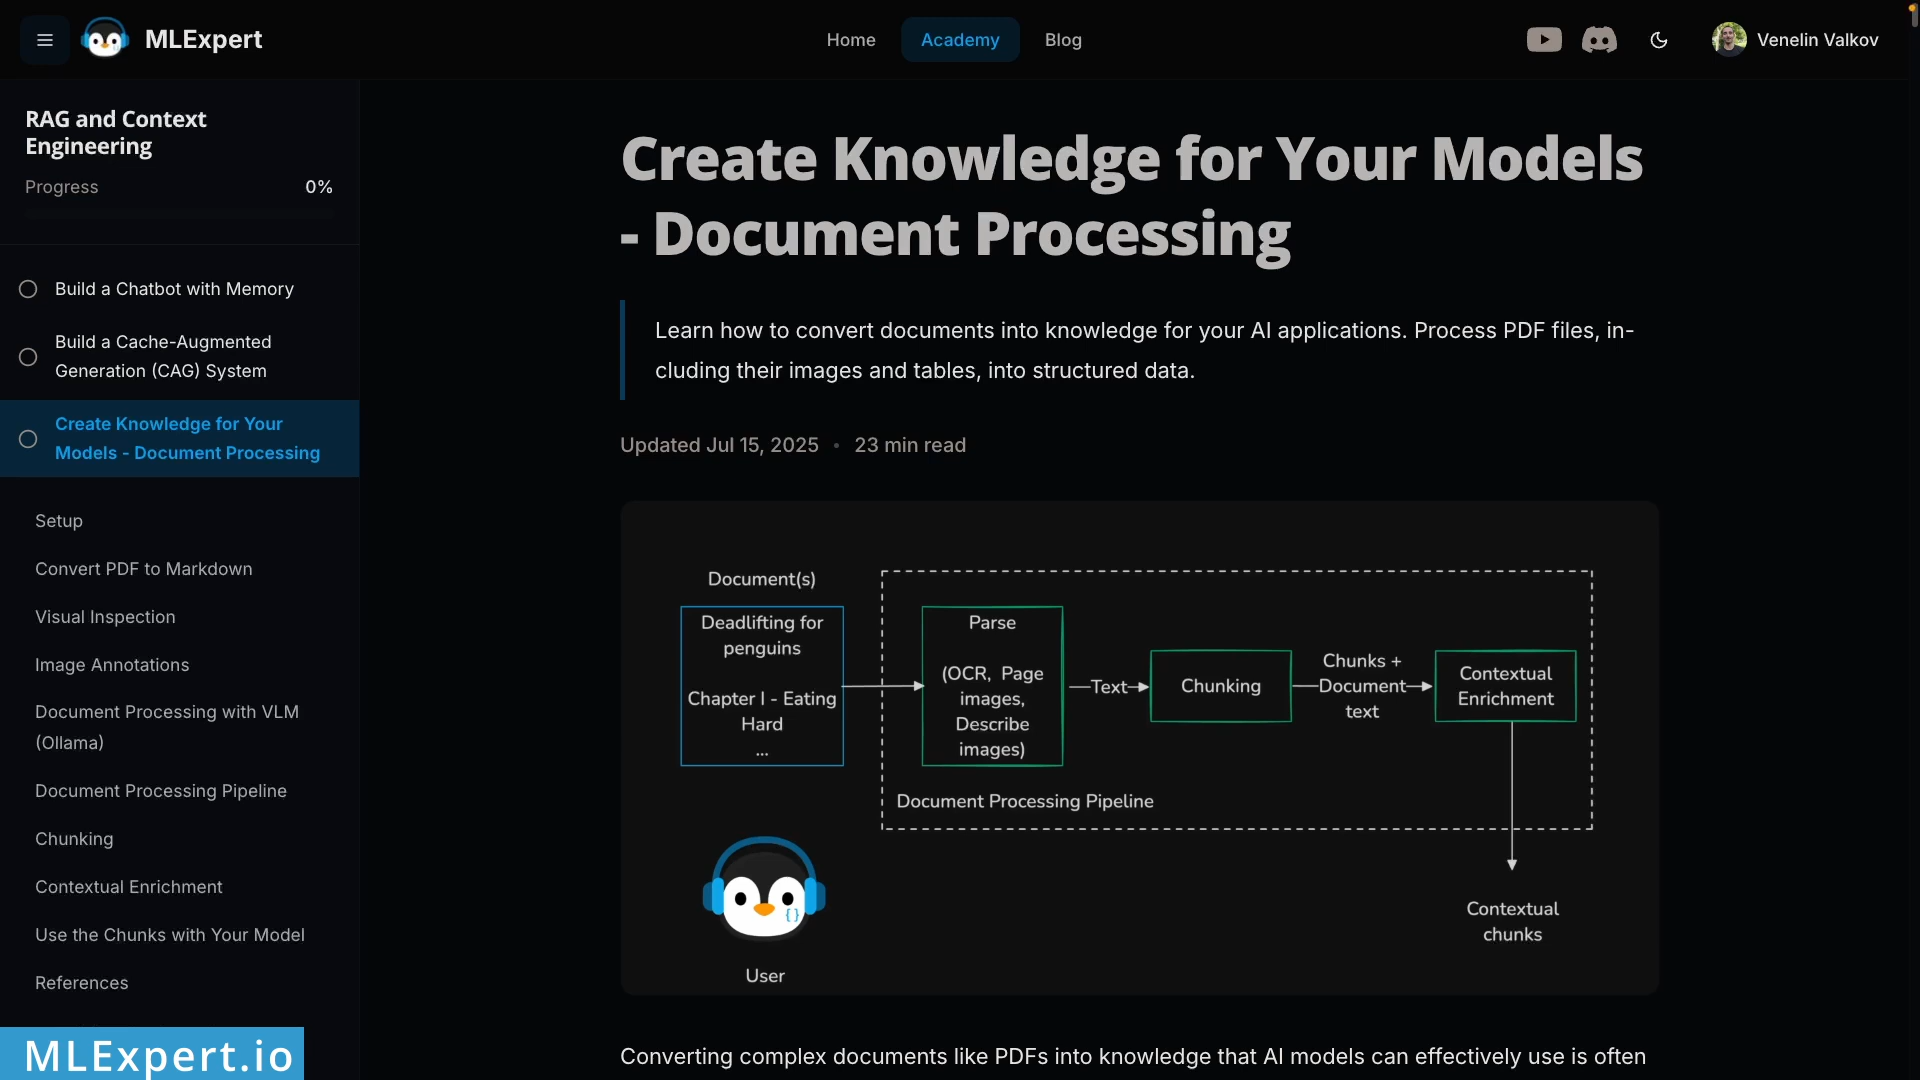 MLExpert
Home
Academy
Blog
Venelin Valkov
RAG and Context
Engineering
Progress
0%
Build a Chatbot with Memory
Build a Cache-Augmented
Generation (CAG) System
Create Knowledge for Your
Models - Document Processing
Setup
Convert PDF to Markdown
Visual Inspection
Image Annotations
Document Processing with VLM
(Ollama)
Document Processing Pipeline
Chunking
Contextual Enrichment
Use the Chunks with Your Model
References
MLExpert.io
Create Knowledge for Your Models
- Document Processing
Learn how to convert documents into knowledge for your AI applications. Process PDF files, in-
cluding their images and tables, into structured data.
Updated Jul 15, 2025 • 23 min read
Document(s)
Deadlifting for
penguins
Chapter I - Eating
Hard
...
Parse
(OCR, Page
images,
Describe
images)
Text
Chunking
Chunks +
Document
text
Contextual
Enrichment
Document Processing Pipeline
{}
User
Contextual
chunks
Converting complex documents like PDFs into knowledge that AI models can effectively use is often